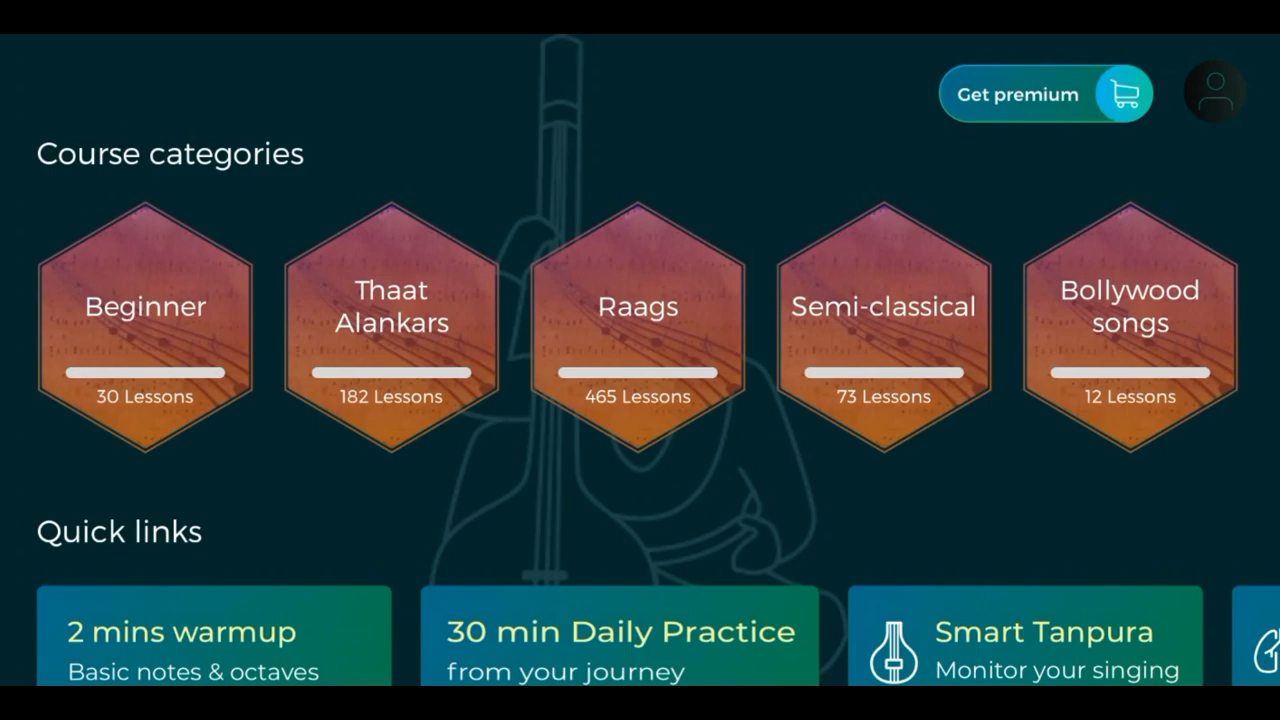 Get premium
Course categories
Beginner
30 Lessons
Thaat
Alankars
182 Lessons
Raags
465 Lessons
Semi-classical
73 Lessons
Bollywood
songs
12 Lessons
Quick links
2 mins warmup
Basic notes & octaves
30 min Daily Practice
from your journey
Smart Tanpura
Monitor your singing